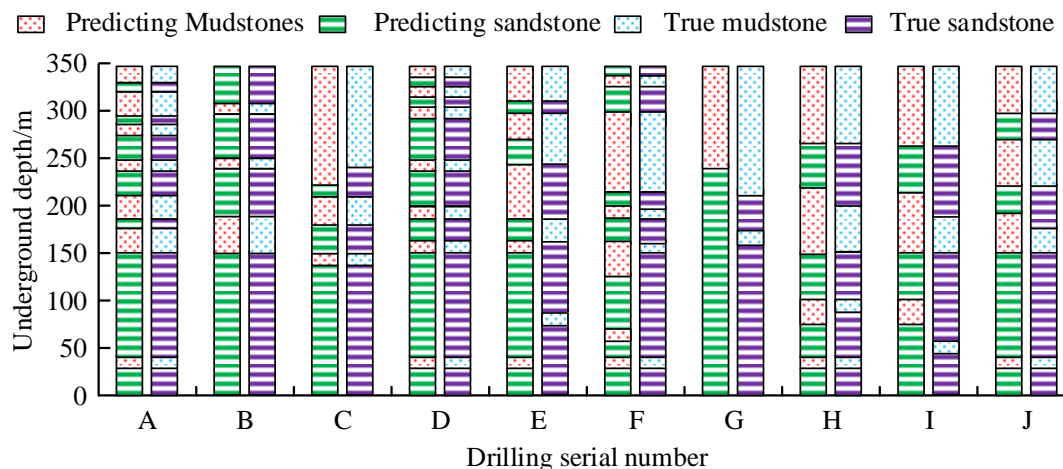 Predicting Mudstones Predicting sandstone True mudstone True sandstone
Underground depth/m
350
300
250
200
150
100
50
0
A B C D E F G H I J
Drilling serial number